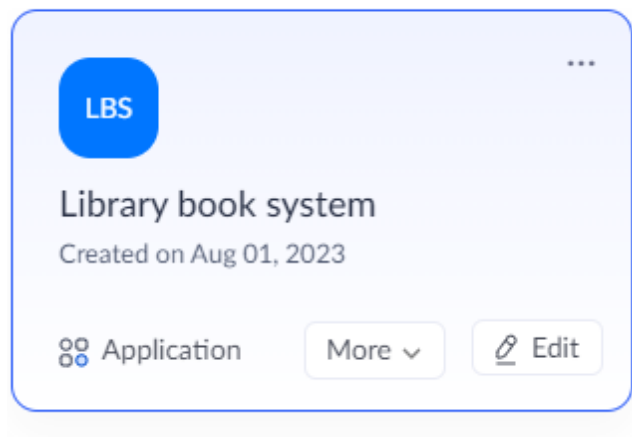 LBS
Library book system
Created on Aug 01, 2023
Application More Edit